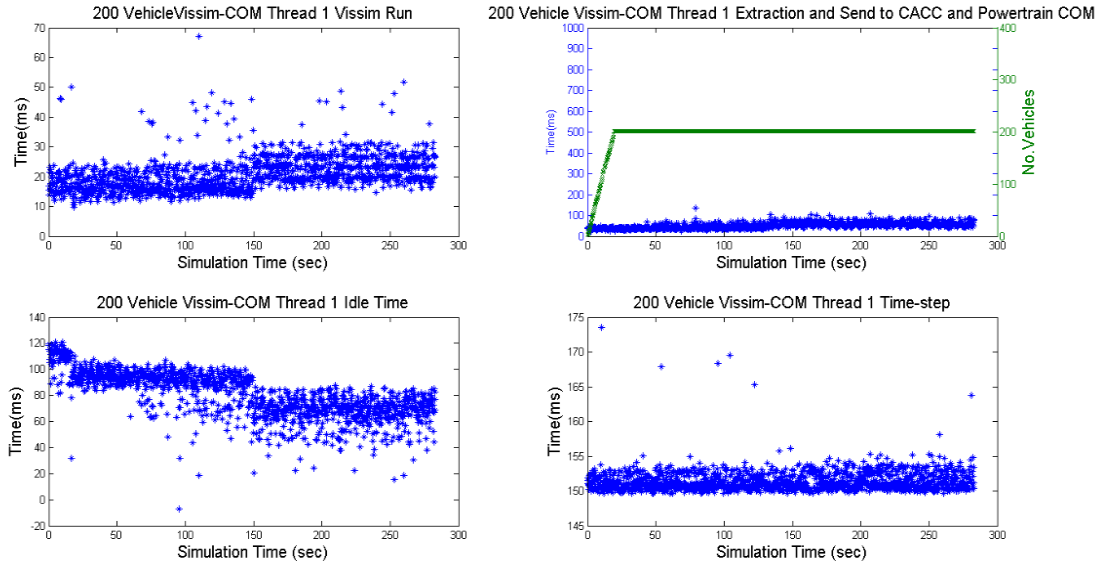 200 VehicleVissim-COM Thread 1 Vissim Run
70
60
50
40
30
20
10
0
Time(ms)
0 50 100 150 200 250 300
Simulation Time (sec)
200 Vehicle Vissim-COM Thread 1 Extraction and Send to CACC and Powertrain COM
1000
900
800
700
600
500
400
300
200
100
0
Time(ms)
400
300
200
100
0
No.Vehicles
0 50 100 150 200 250 300
Simulation Time (sec)
200 Vehicle Vissim-COM Thread 1 Idle Time
140
120
100
80
60
40
20
0
-20
Time(ms)
0 50 100 150 200 250 300
Simulation Time (sec)
200 Vehicle Vissim-COM Thread 1 Time-step
175
170
165
160
155
150
145
Time(ms)
0 50 100 150 200 250 300
Simulation Time (sec)